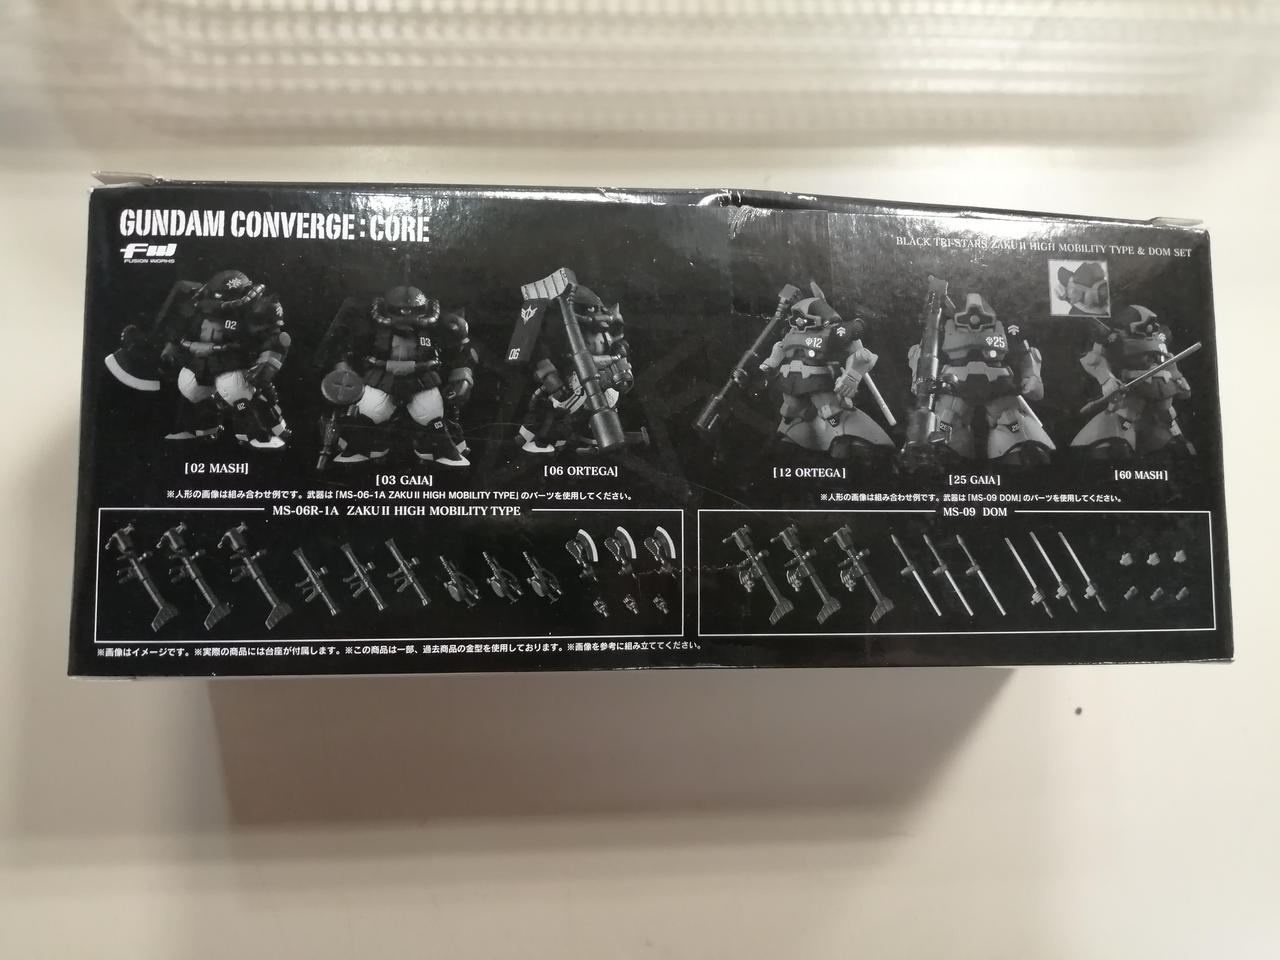 GUNDAM CONVERGE:CORE
FW
FUSION WORKS
BLACK TRI-STARS ZAKU II HIGH MOBILITY TYPE & DOM SET
02
03
06
12
25
02
03
12
[02 MASH]
[03 GAIA]
[06 ORTEGA]
[12 ORTEGA]
[25 GAIA]
[60 MASH]
※人形の画像は組み合わせ例です。武器は「MS-06-1A ZAKU II HIGH MOBILITY TYPE」のパーツを使用してください。
※人形の画像は組み合わせ例です。武器は「MS-09 DOM」のパーツを使用してください。
MS-06R-1A ZAKU II HIGH MOBILITY TYPE
MS-09 DOM
※画像はイメージです。※実際の商品には台座が付属します。※この商品は一部、過去商品の金型を使用しております。※画像を参考に組み立ててください。